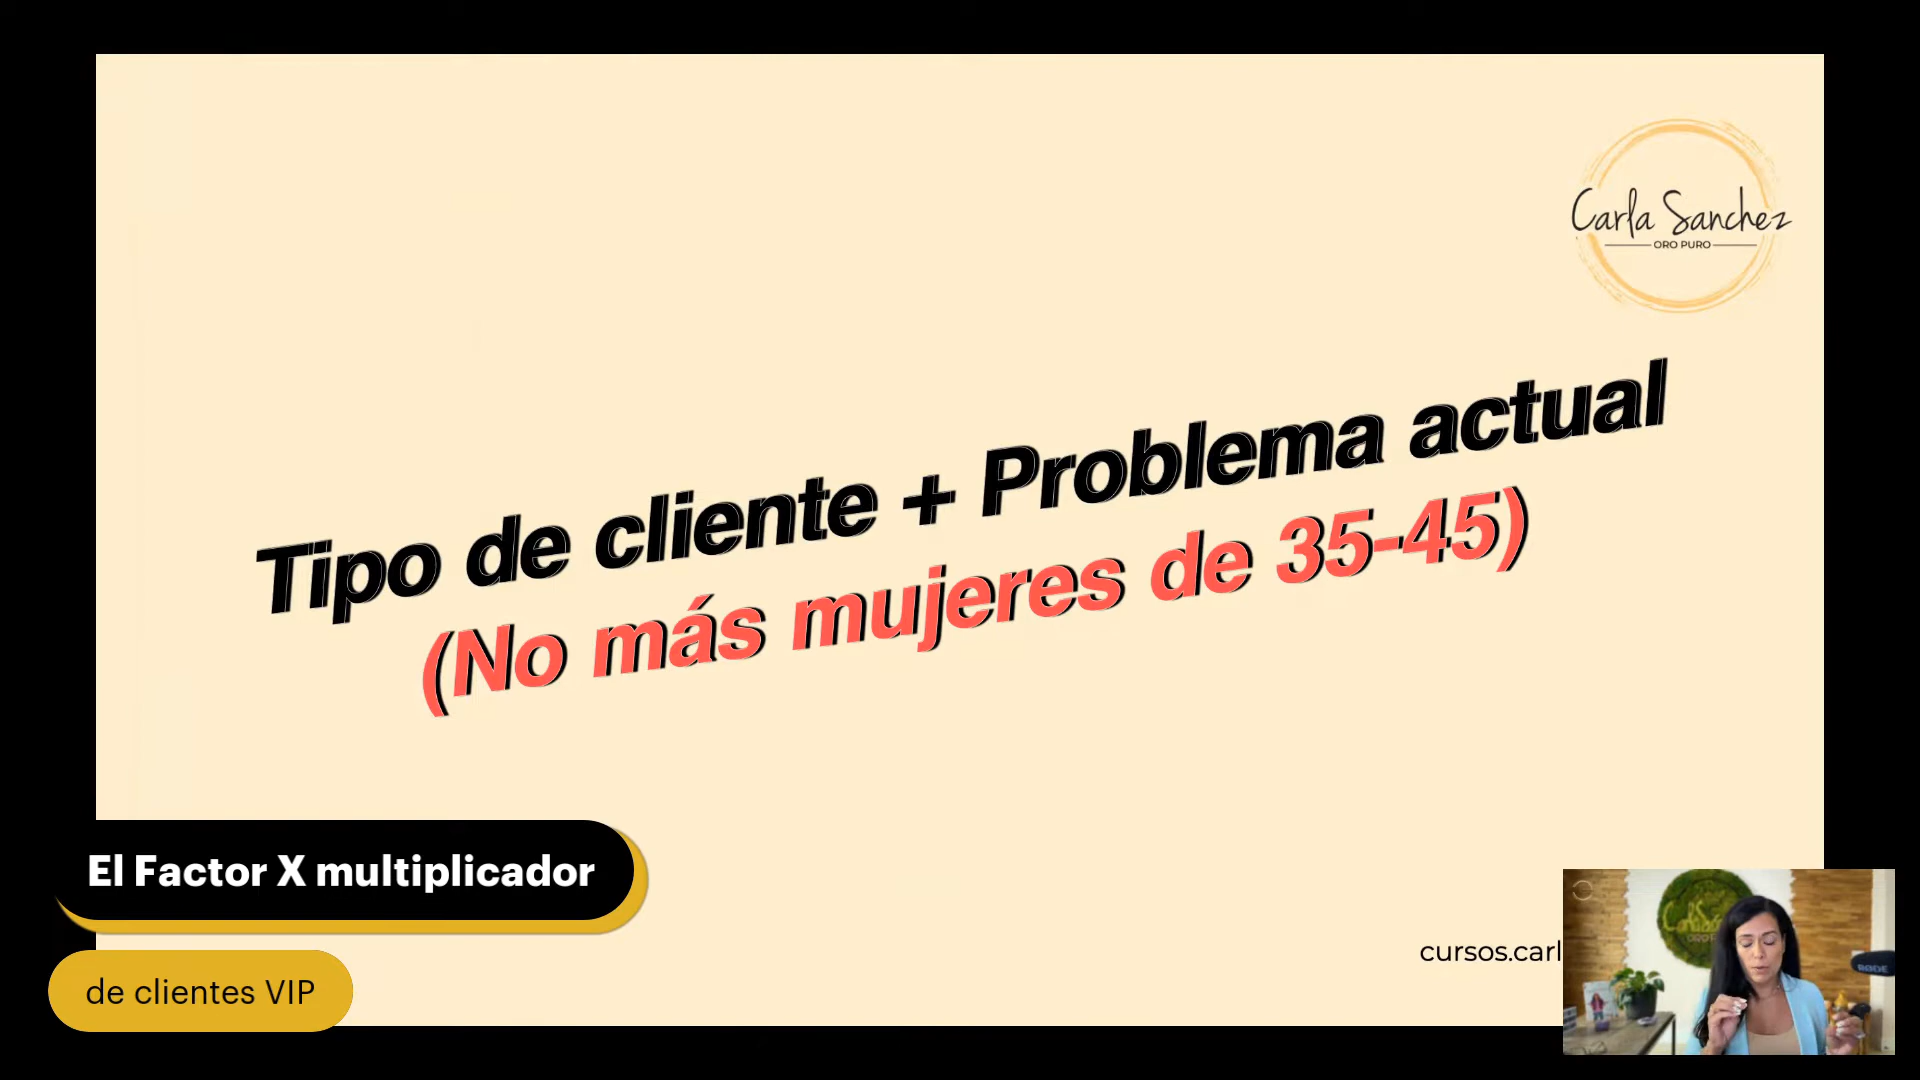 Carla Sanchez
ORO PURO
Tipo de cliente + Problema actual
(No más mujeres de 35-45)
El Factor X multiplicador
de clientes VIP
cursos.carl
RODE